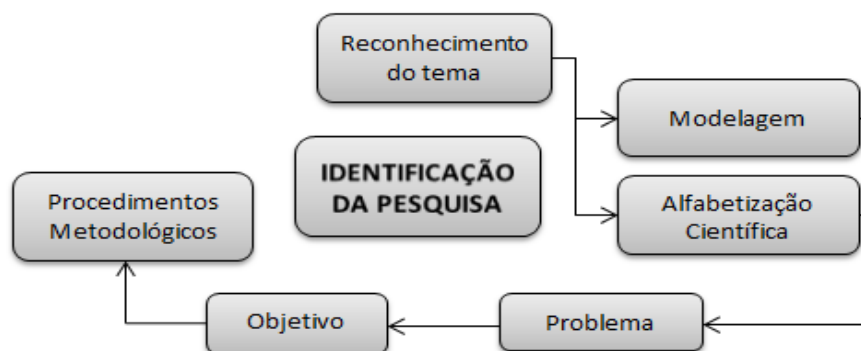 Reconhecimento
do tema
Modelagem
IDENTIFICAÇÃO
DA PESQUISA
Procedimentos
Metodológicos
Alfabetização
Científica
Objetivo
Problema